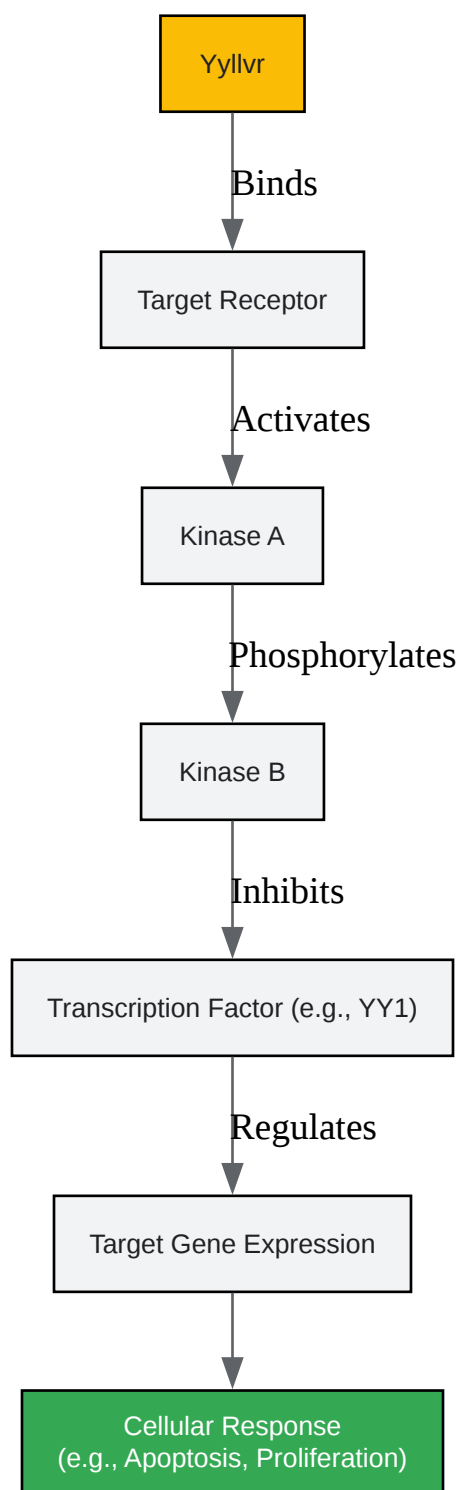 Yyllvr
Binds
Target Receptor
Activates
Kinase A
Phosphorylates
Kinase B
Inhibits
Transcription Factor (e.g., YY1)
Regulates
Target Gene Expression
Cellular Response
(e.g., Apoptosis, Proliferation)